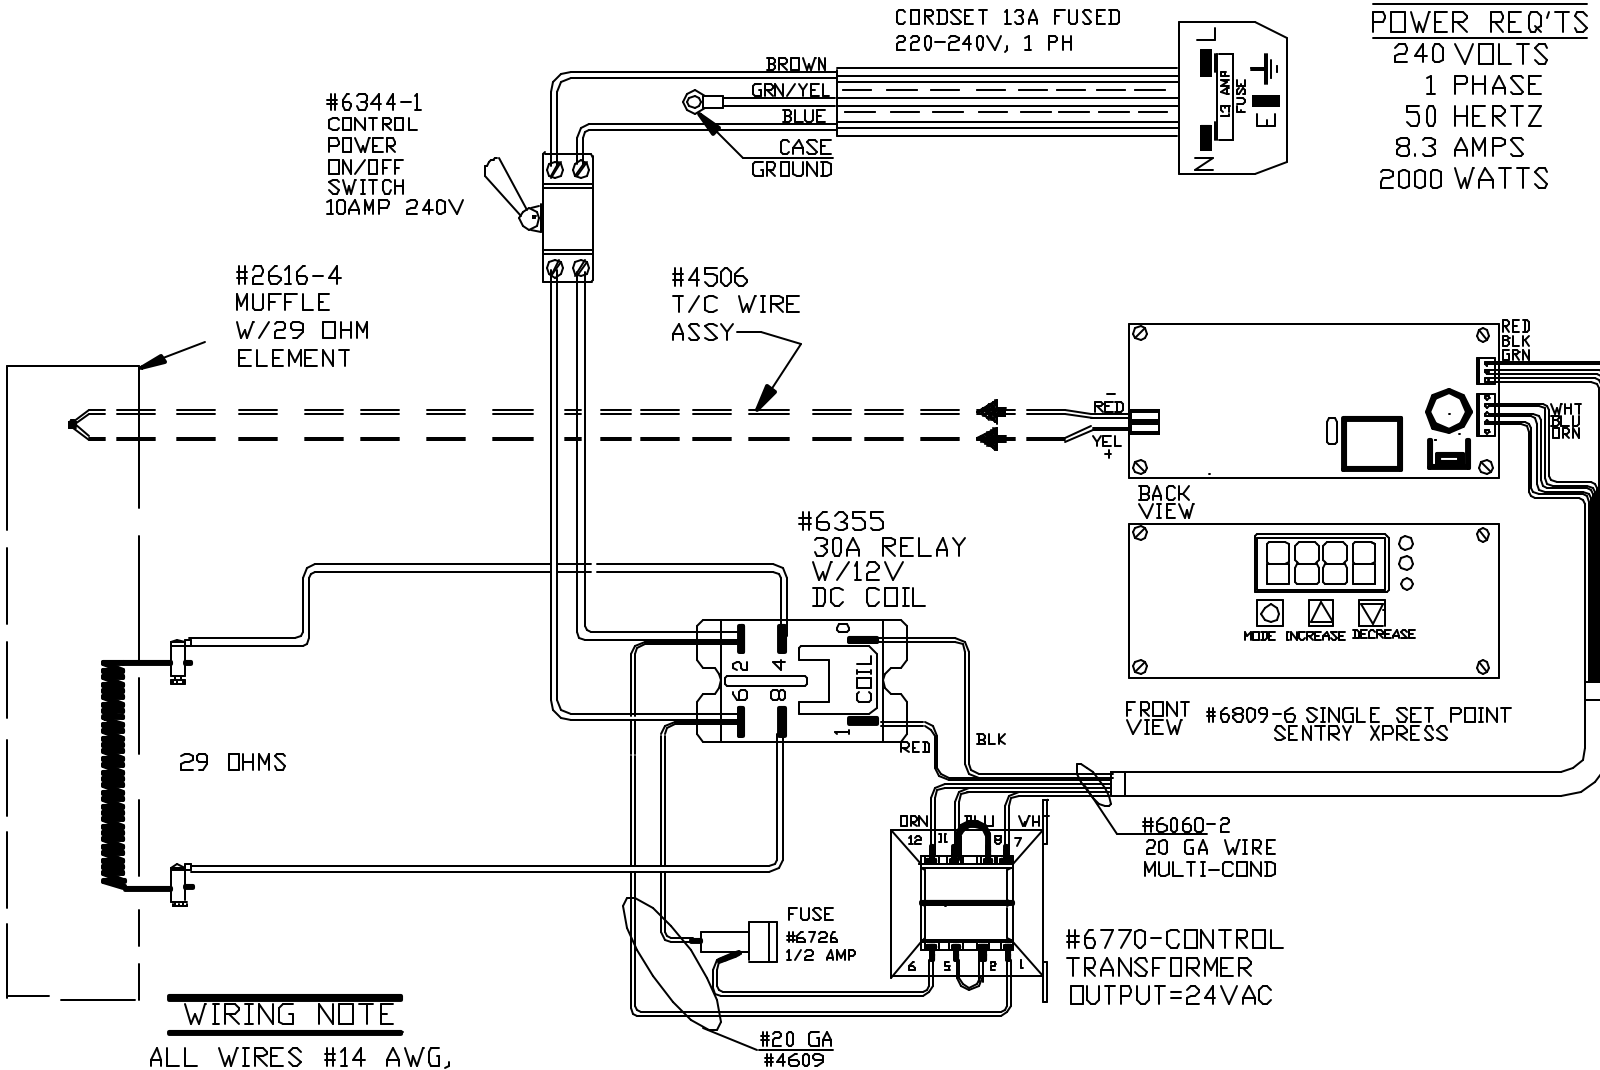 CORDSET 13A FUSED
220-240V, 1 PH
POWER REQ'TS
240 VOLTS
1 PHASE
50 HERTZ
8.3 AMPS
2000 WATTS
BROWN
GRN/YEL
BLUE
CASE
GROUND
L
13 AMP
FUSE
E
N
#6344-1
CONTROL
POWER
ON/OFF
SWITCH
10AMP 240V
#2616-4
MUFFLE
W/29 OHM
ELEMENT
#4506
T/C WIRE
ASSY
-
RED
YEL
+
RED
BLK
GRN
WHT
BLU
ORN
BACK
VIEW
#6355
30A RELAY
W/12V
DC COIL
2
4
6
8
0
1
COIL
RED
BLK
MODE INCREASE DECREASE
FRONT
VIEW
#6809-6 SINGLE SET POINT
SENTRY XPRESS
29 OHMS
ORN
BLU
WHT
12
11
8
7
6
5
1
#6060-2
20 GA WIRE
MULTI-COND
FUSE
#6726
1/2 AMP
#6770-CONTROL
TRANSFORMER
OUTPUT=24VAC
#20 GA
#4609
WIRING NOTE
ALL WIRES #14 AWG,